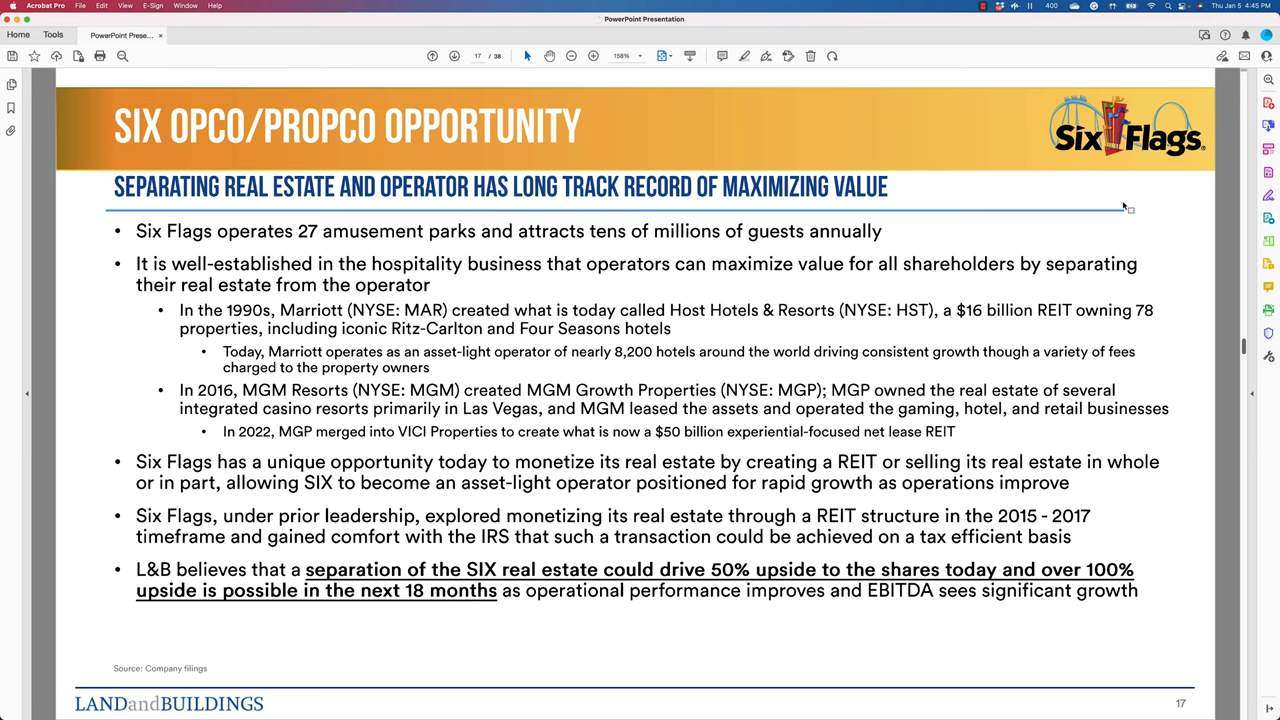 Acrobat Pro File Edit View E-Sign Window Help 400 Thu Jan 5 4:45 PM
PowerPoint Presentation
Home Tools PowerPoint Prese... ×
17 / 38 158%
SIX OPCO/PROPCO OPPORTUNITY
Six Flags
SEPARATING REAL ESTATE AND OPERATOR HAS LONG TRACK RECORD OF MAXIMIZING VALUE
• Six Flags operates 27 amusement parks and attracts tens of millions of guests annually
• It is well-established in the hospitality business that operators can maximize value for all shareholders by separating
their real estate from the operator
• In the 1990s, Marriott (NYSE: MAR) created what is today called Host Hotels & Resorts (NYSE: HST), a $16 billion REIT owning 78
properties, including iconic Ritz-Carlton and Four Seasons hotels
• Today, Marriott operates as an asset-light operator of nearly 8,200 hotels around the world driving consistent growth though a variety of fees
charged to the property owners
• In 2016, MGM Resorts (NYSE: MGM) created MGM Growth Properties (NYSE: MGP); MGP owned the real estate of several
integrated casino resorts primarily in Las Vegas, and MGM leased the assets and operated the gaming, hotel, and retail businesses
• In 2022, MGP merged into VICI Properties to create what is now a $50 billion experiential-focused net lease REIT
• Six Flags has a unique opportunity today to monetize its real estate by creating a REIT or selling its real estate in whole
or in part, allowing SIX to become an asset-light operator positioned for rapid growth as operations improve
• Six Flags, under prior leadership, explored monetizing its real estate through a REIT structure in the 2015 - 2017
timeframe and gained comfort with the IRS that such a transaction could be achieved on a tax efficient basis
• L&B believes that a separation of the SIX real estate could drive 50% upside to the shares today and over 100%
upside is possible in the next 18 months as operational performance improves and EBITDA sees significant growth
Source: Company filings
LANDandBUILDINGS 17